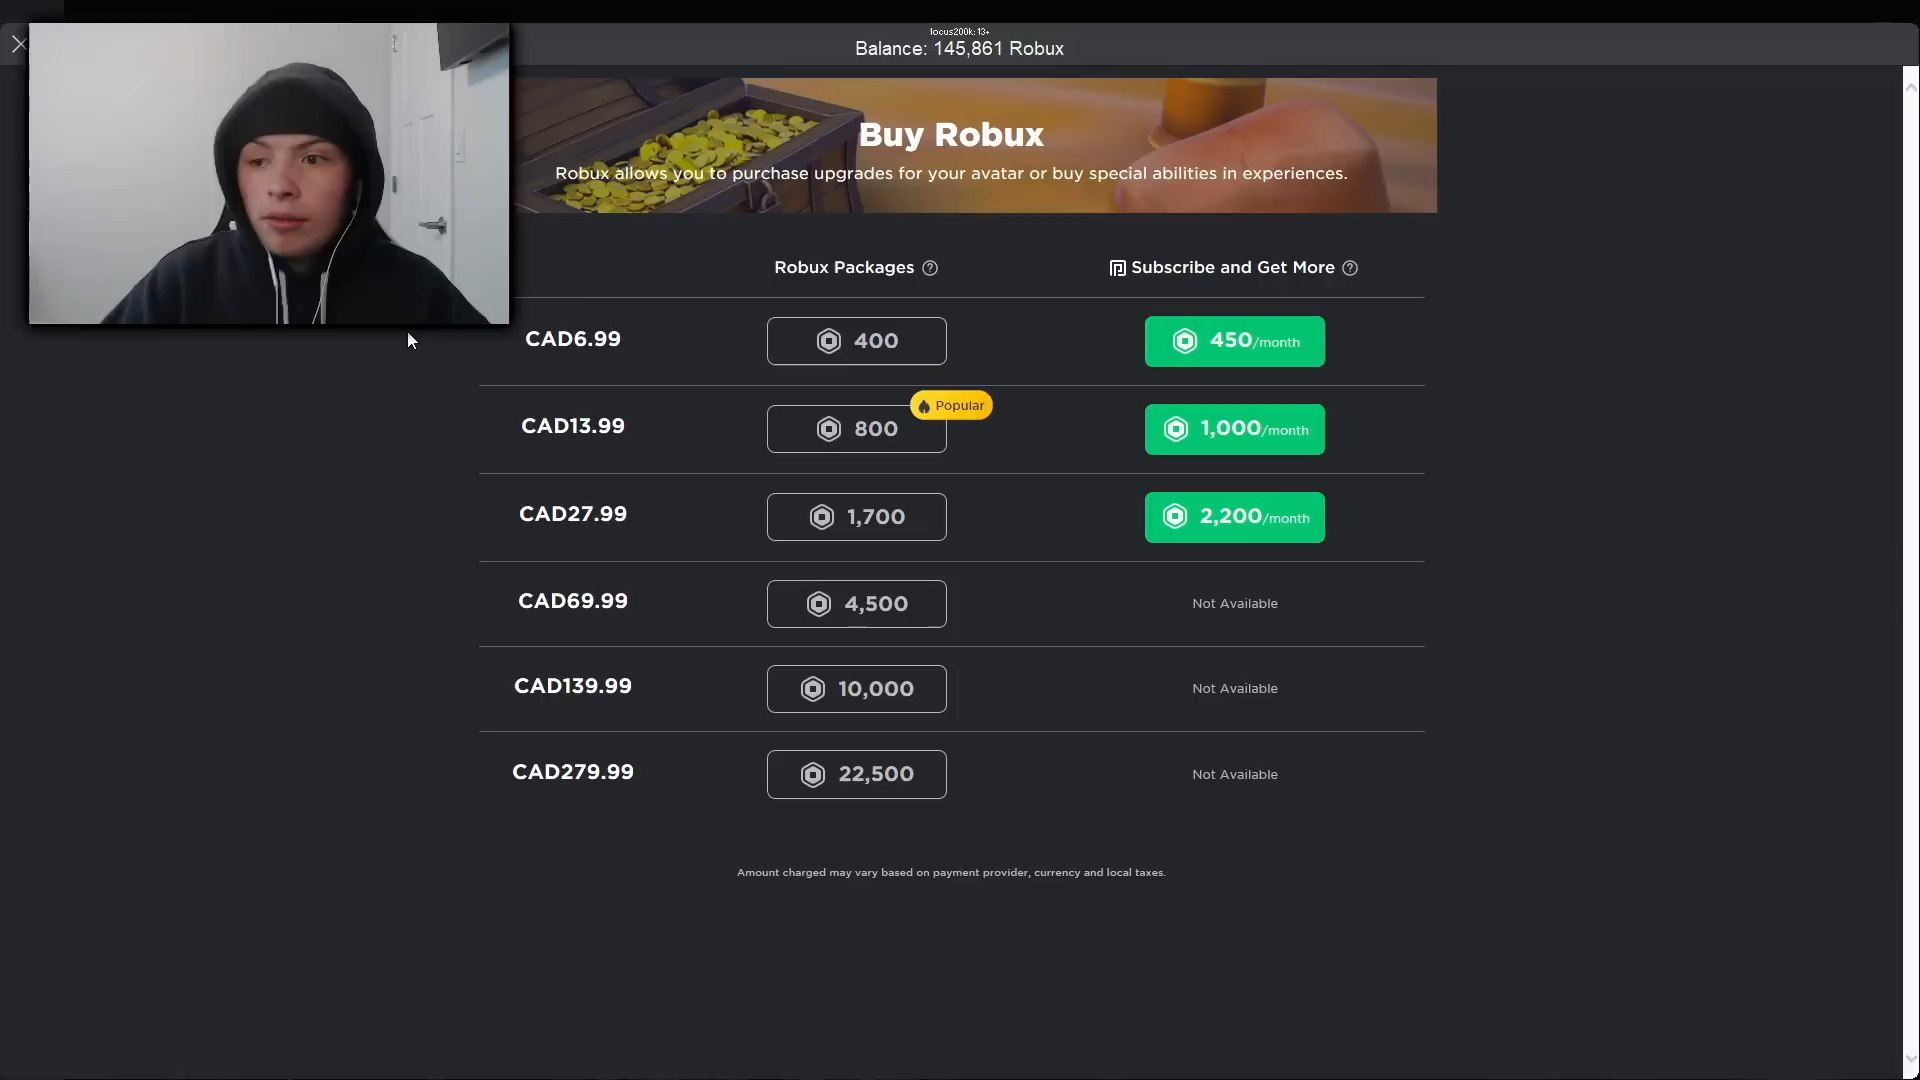 locus200k: 13+
Balance: 145,861 Robux
Buy Robux
Robux allows you to purchase upgrades for your avatar or buy special abilities in experiences.
Robux Packages
Subscribe and Get More
CAD6.99
400
450/month
Popular
CAD13.99
800
1,000/month
CAD27.99
1,700
2,200/month
CAD69.99
4,500
Not Available
CAD139.99
10,000
Not Available
CAD279.99
22,500
Not Available
Amount charged may vary based on payment provider, currency and local taxes.